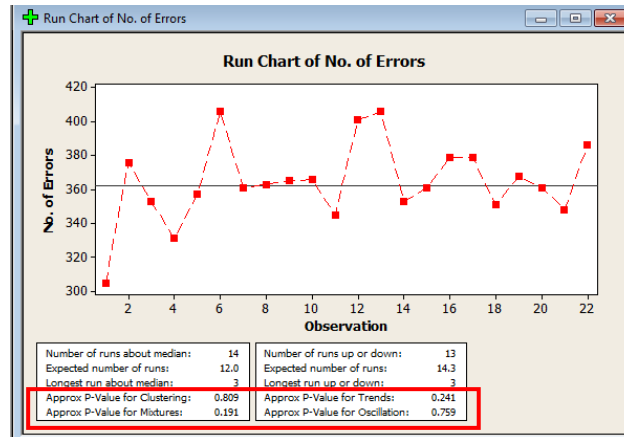 Run Chart of No. of Errors
Run Chart of No. of Errors
420
400
380
360
340
320
300
No. of Errors
2 4 6 8 10 12 14 16 18 20 22
Observation
Number of runs about median: 14
Expected number of runs: 12.0
Longest run about median: 3
Approx P-Value for Clustering: 0.809
Approx P-Value for Mixtures: 0.191
Number of runs up or down: 13
Expected number of runs: 14.3
Longest run up or down: 3
Approx P-Value for Trends: 0.241
Approx P-Value for Oscillation: 0.759